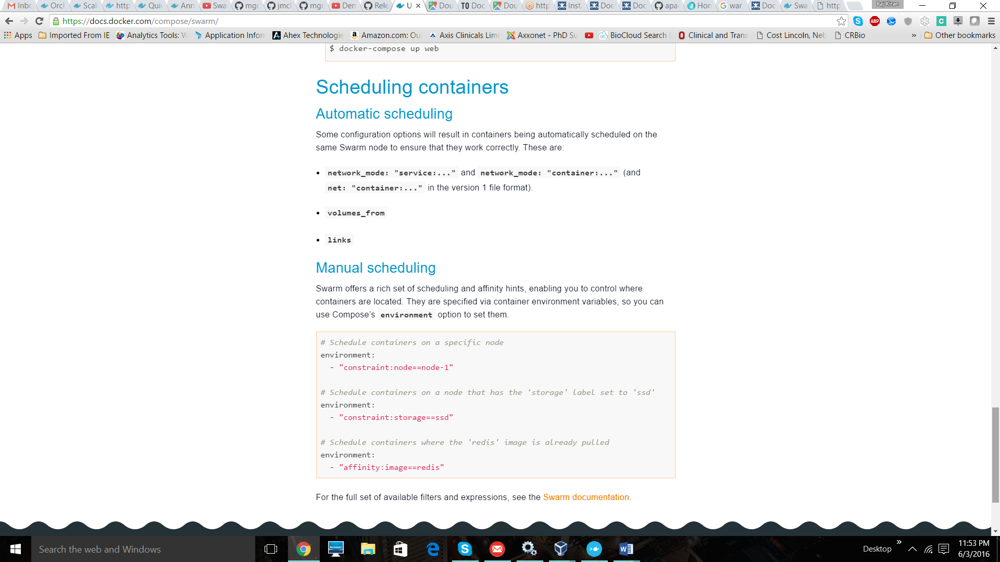 Inbc
Orcl
Scal
http
Quic
Ann
Swa
mgc
jmcl
mgc
Den
Rele
U
Dou
TO Doc
Dou
http
Inst
Doc
Doc
apac
Hon
war
Doc
Swa
http
Raj Kiran
https://docs.docker.com/compose/swarm/
ABP
Apps
Imported From IE
Analytics Tools: W
Application Infor
Ahex Technologie
Amazon.com: Ou
Axis Clinicals Limi
Axxonet - PhD Su
BioCloud Search
Clinical and Trans
Cost Lincoln, Neb
CRBio
»
Other bookmarks
$ docker-compose up web
Scheduling containers
Automatic scheduling
Some configuration options will result in containers being automatically scheduled on the
same Swarm node to ensure that they work correctly. These are:
• network_mode: "service:..." and network_mode: "container:..." (and
net: "container:..." in the version 1 file format).
• volumes_from
• links
Manual scheduling
Swarm offers a rich set of scheduling and affinity hints, enabling you to control where
containers are located. They are specified via container environment variables, so you can
use Compose’s environment option to set them.
# Schedule containers on a specific node
environment:
- "constraint:node==node-1"
# Schedule containers on a node that has the 'storage' label set to 'ssd'
environment:
- "constraint:storage==ssd"
# Schedule containers where the 'redis' image is already pulled
environment:
- "affinity:image==redis"
For the full set of available filters and expressions, see the Swarm documentation.
Search the web and Windows
Desktop
»
11:53 PM
6/3/2016